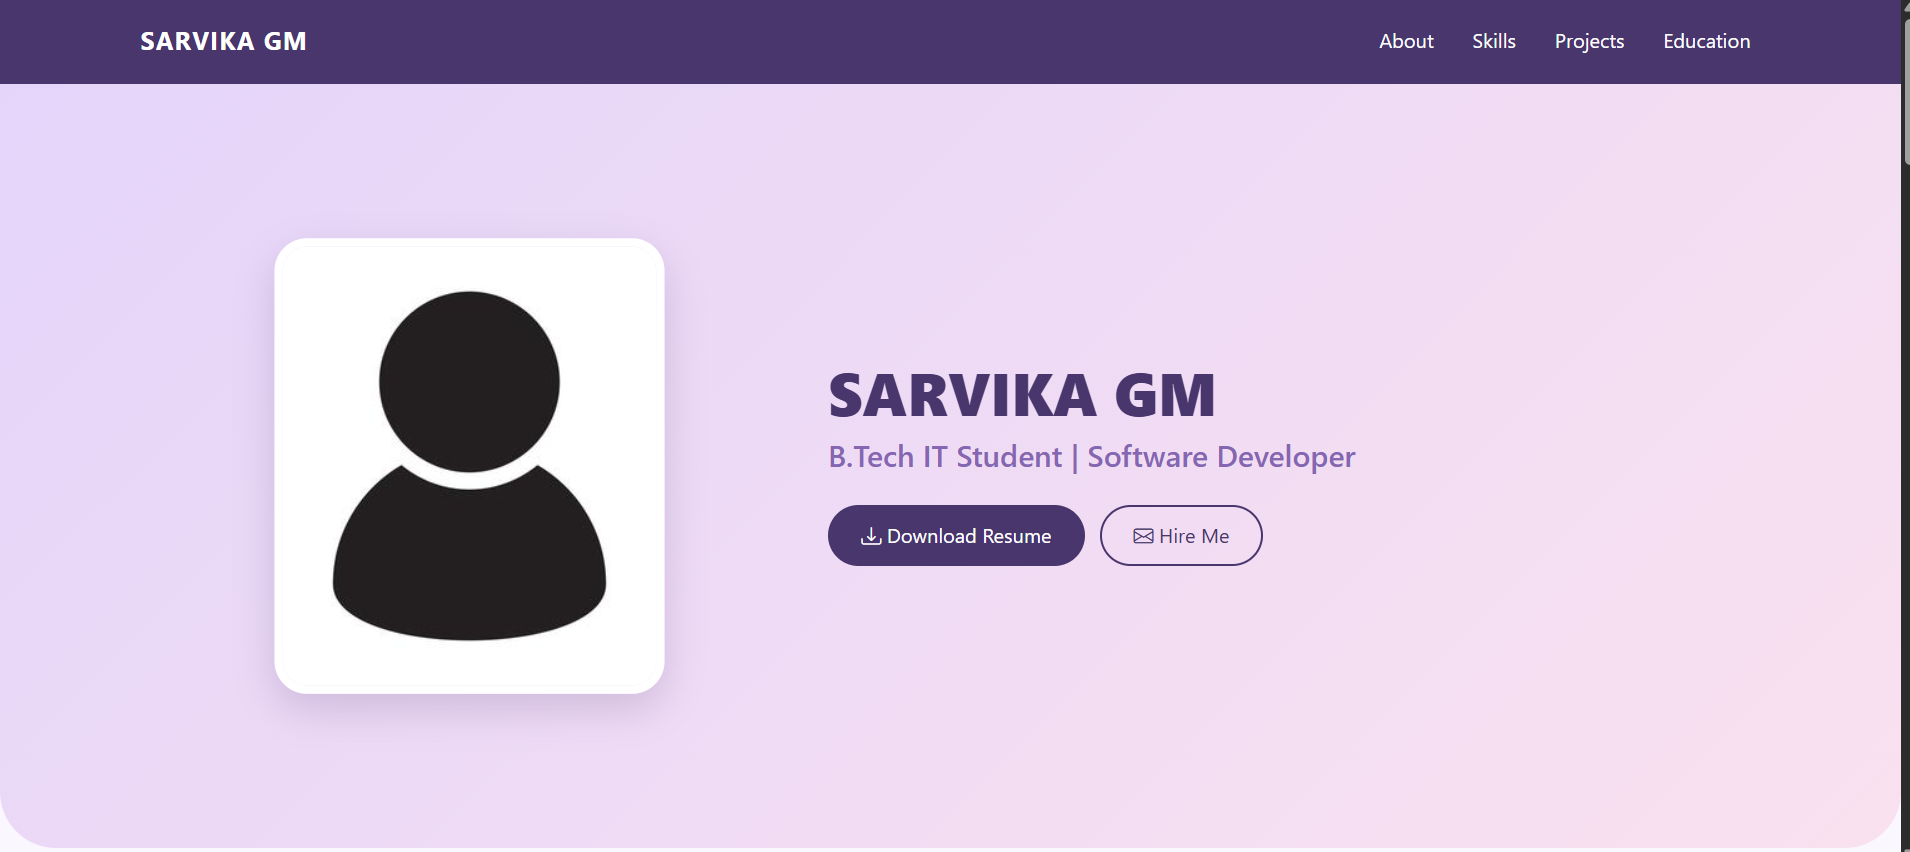 SARVIKA GM
About Skills Projects Education
SARVIKA GM
B.Tech IT Student | Software Developer
Download Resume
Hire Me